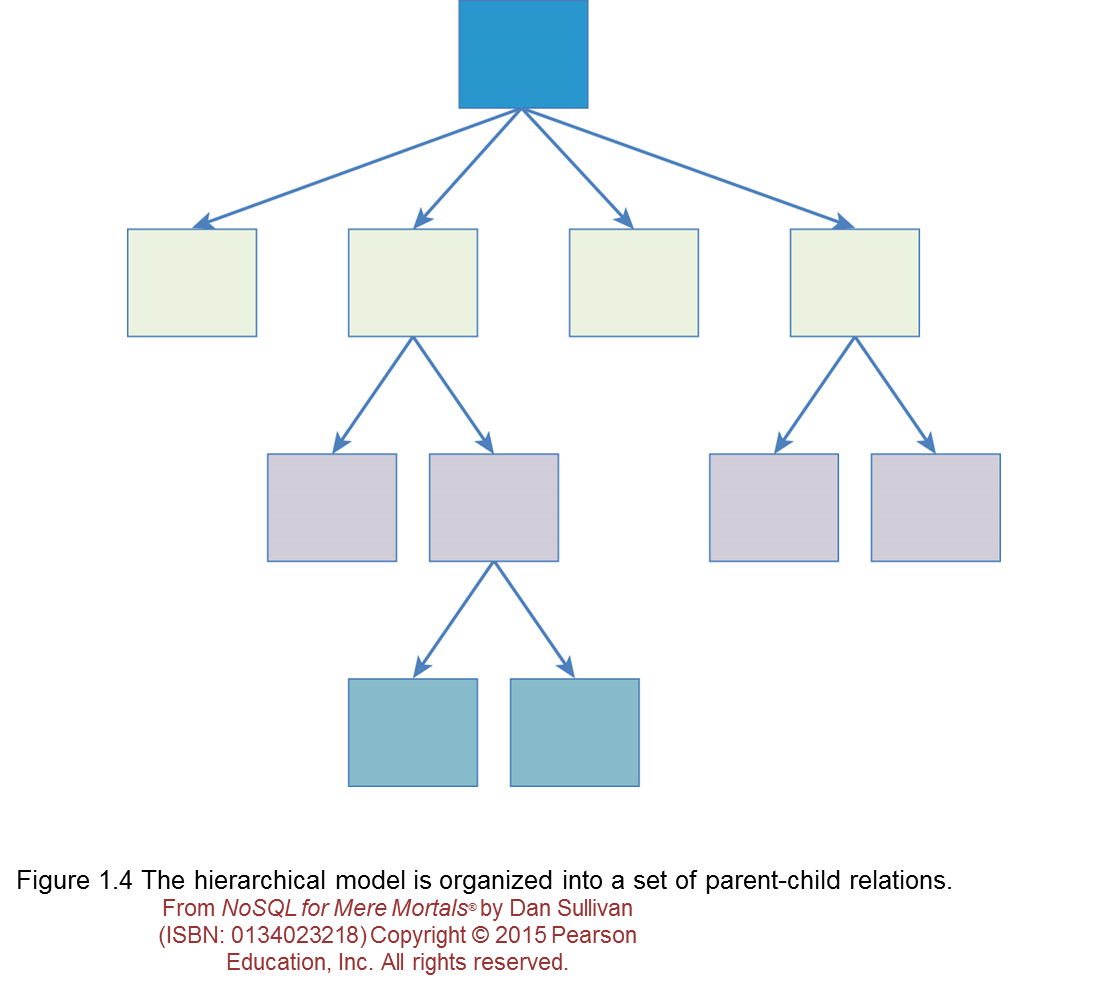 Figure 1.4 The hierarchical model is organized into a set of parent-child relations.
From NoSQL for Mere Mortals® by Dan Sullivan
(ISBN: 0134023218) Copyright © 2015 Pearson
Education, Inc. All rights reserved.